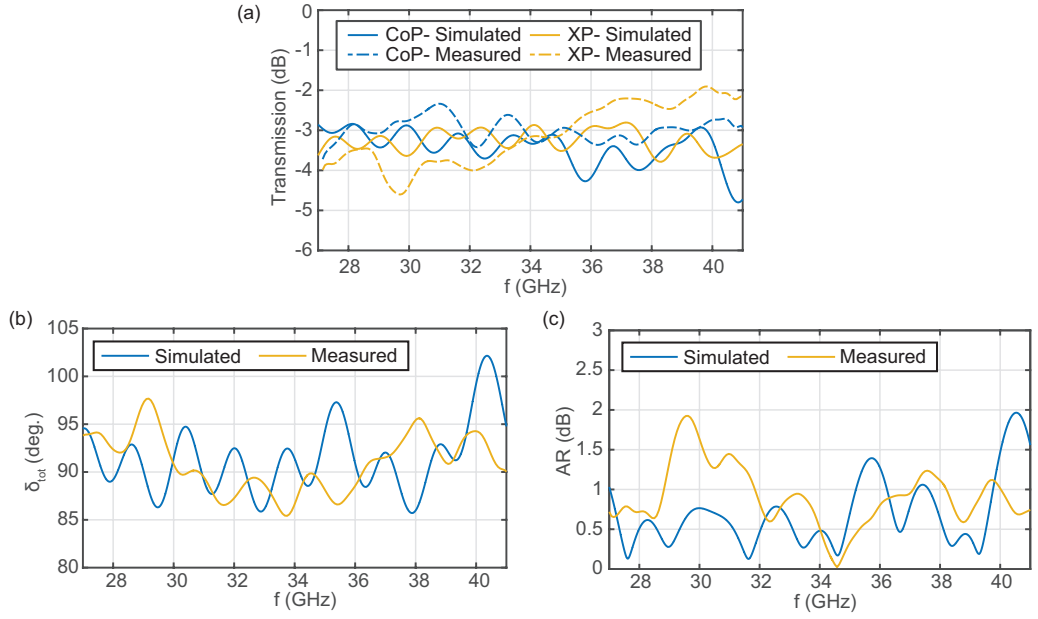 (a)
CoP- Simulated XP- Simulated
CoP- Measured XP- Measured
Transmission (dB)
0
-1
-2
-3
-4
-5
-6
28 30 32 34 36 38 40
f (GHz)
(b)
Simulated Measured
δtot (deg.)
105
100
95
90
85
80
28 30 32 34 36 38 40
f (GHz)
(c)
Simulated Measured
AR (dB)
3
2.5
2
1.5
1
0.5
0
28 30 32 34 36 38 40
f (GHz)